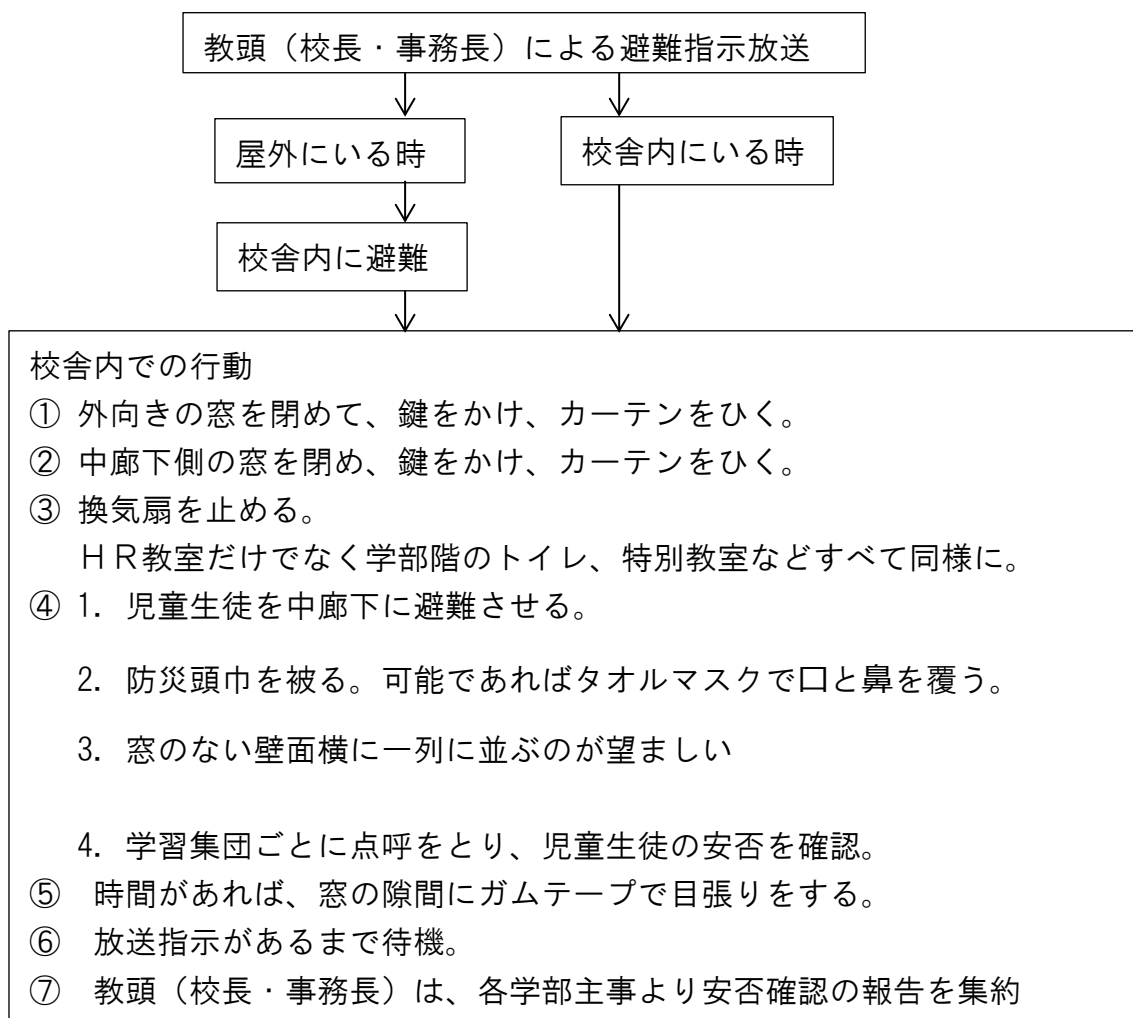 教頭（校長・事務長）による避難指示放送
屋外にいる時
校舎内にいる時
校舎内に避難
校舎内での行動
① 外向きの窓を閉めて、鍵をかけ、カーテンをひく。
② 中廊下側の窓を閉め、鍵をかけ、カーテンをひく。
③ 換気扇を止める。
ＨＲ教室だけでなく学部階のトイレ、特別教室などすべて同様に。
④ 1. 児童生徒を中廊下に避難させる。
2. 防災頭巾を被る。可能であればタオルマスクで口と鼻を覆う。
3. 窓のない壁面横に一列に並ぶのが望ましい
4. 学習集団ごとに点呼をとり、児童生徒の安否を確認。
⑤ 時間があれば、窓の隙間にガムテープで目張りをする。
⑥ 放送指示があるまで待機。
⑦ 教頭（校長・事務長）は、各学部主事より安否確認の報告を集約